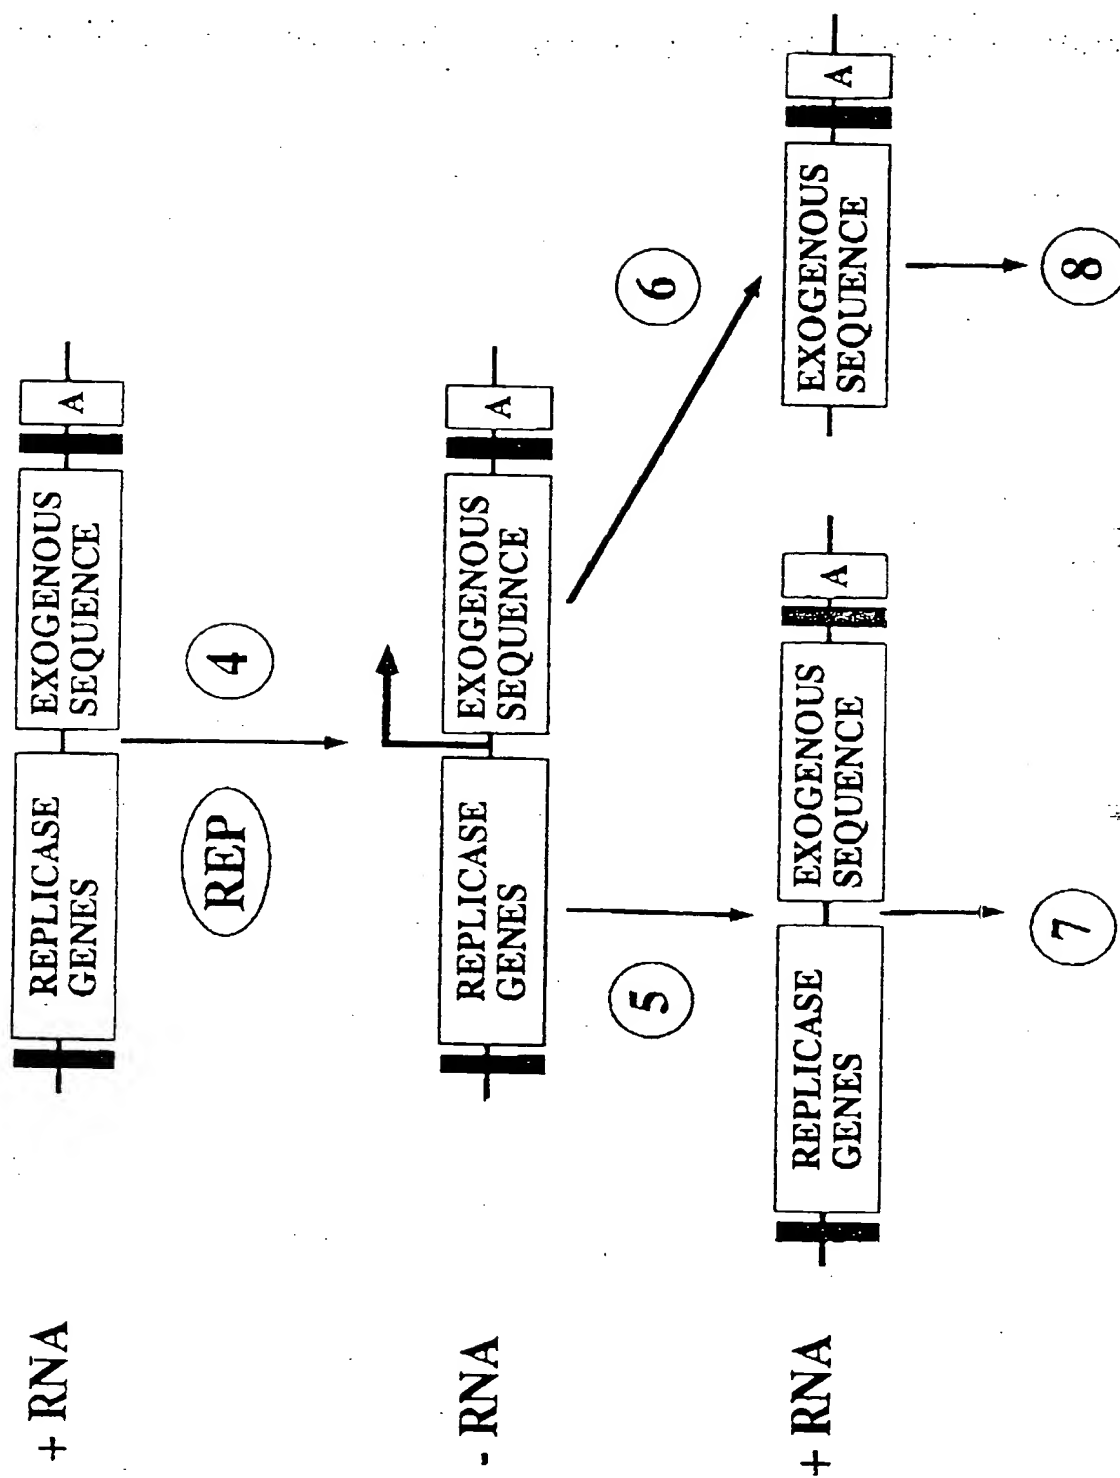 + RNA
REPLICASE
GENES
EXOGENOUS
SEQUENCE
A
REP
4
- RNA
REPLICASE
GENES
EXOGENOUS
SEQUENCE
A
5
6
+ RNA
REPLICASE
GENES
EXOGENOUS
SEQUENCE
A
EXOGENOUS
SEQUENCE
A
7
8